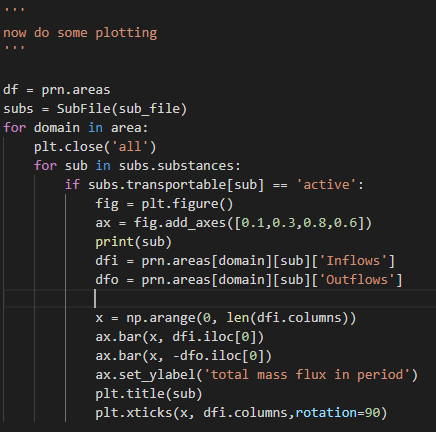 '''
now do some plotting
'''
df = prn.areas
subs = SubFile(sub_file)
for domain in area:
    plt.close('all')
    for sub in subs.substances:
        if subs.transportable[sub] == 'active':
            fig = plt.figure()
            ax = fig.add_axes([0.1,0.3,0.8,0.6])
            print(sub)
            dfi = prn.areas[domain][sub]['Inflows']
            dfo = prn.areas[domain][sub]['Outflows']
            x = np.arange(0, len(dfi.columns))
            ax.bar(x, dfi.iloc[0])
            ax.bar(x, -dfo.iloc[0])
            ax.set_ylabel('total mass flux in period')
            plt.title(sub)
            plt.xticks(x, dfi.columns,rotation=90)